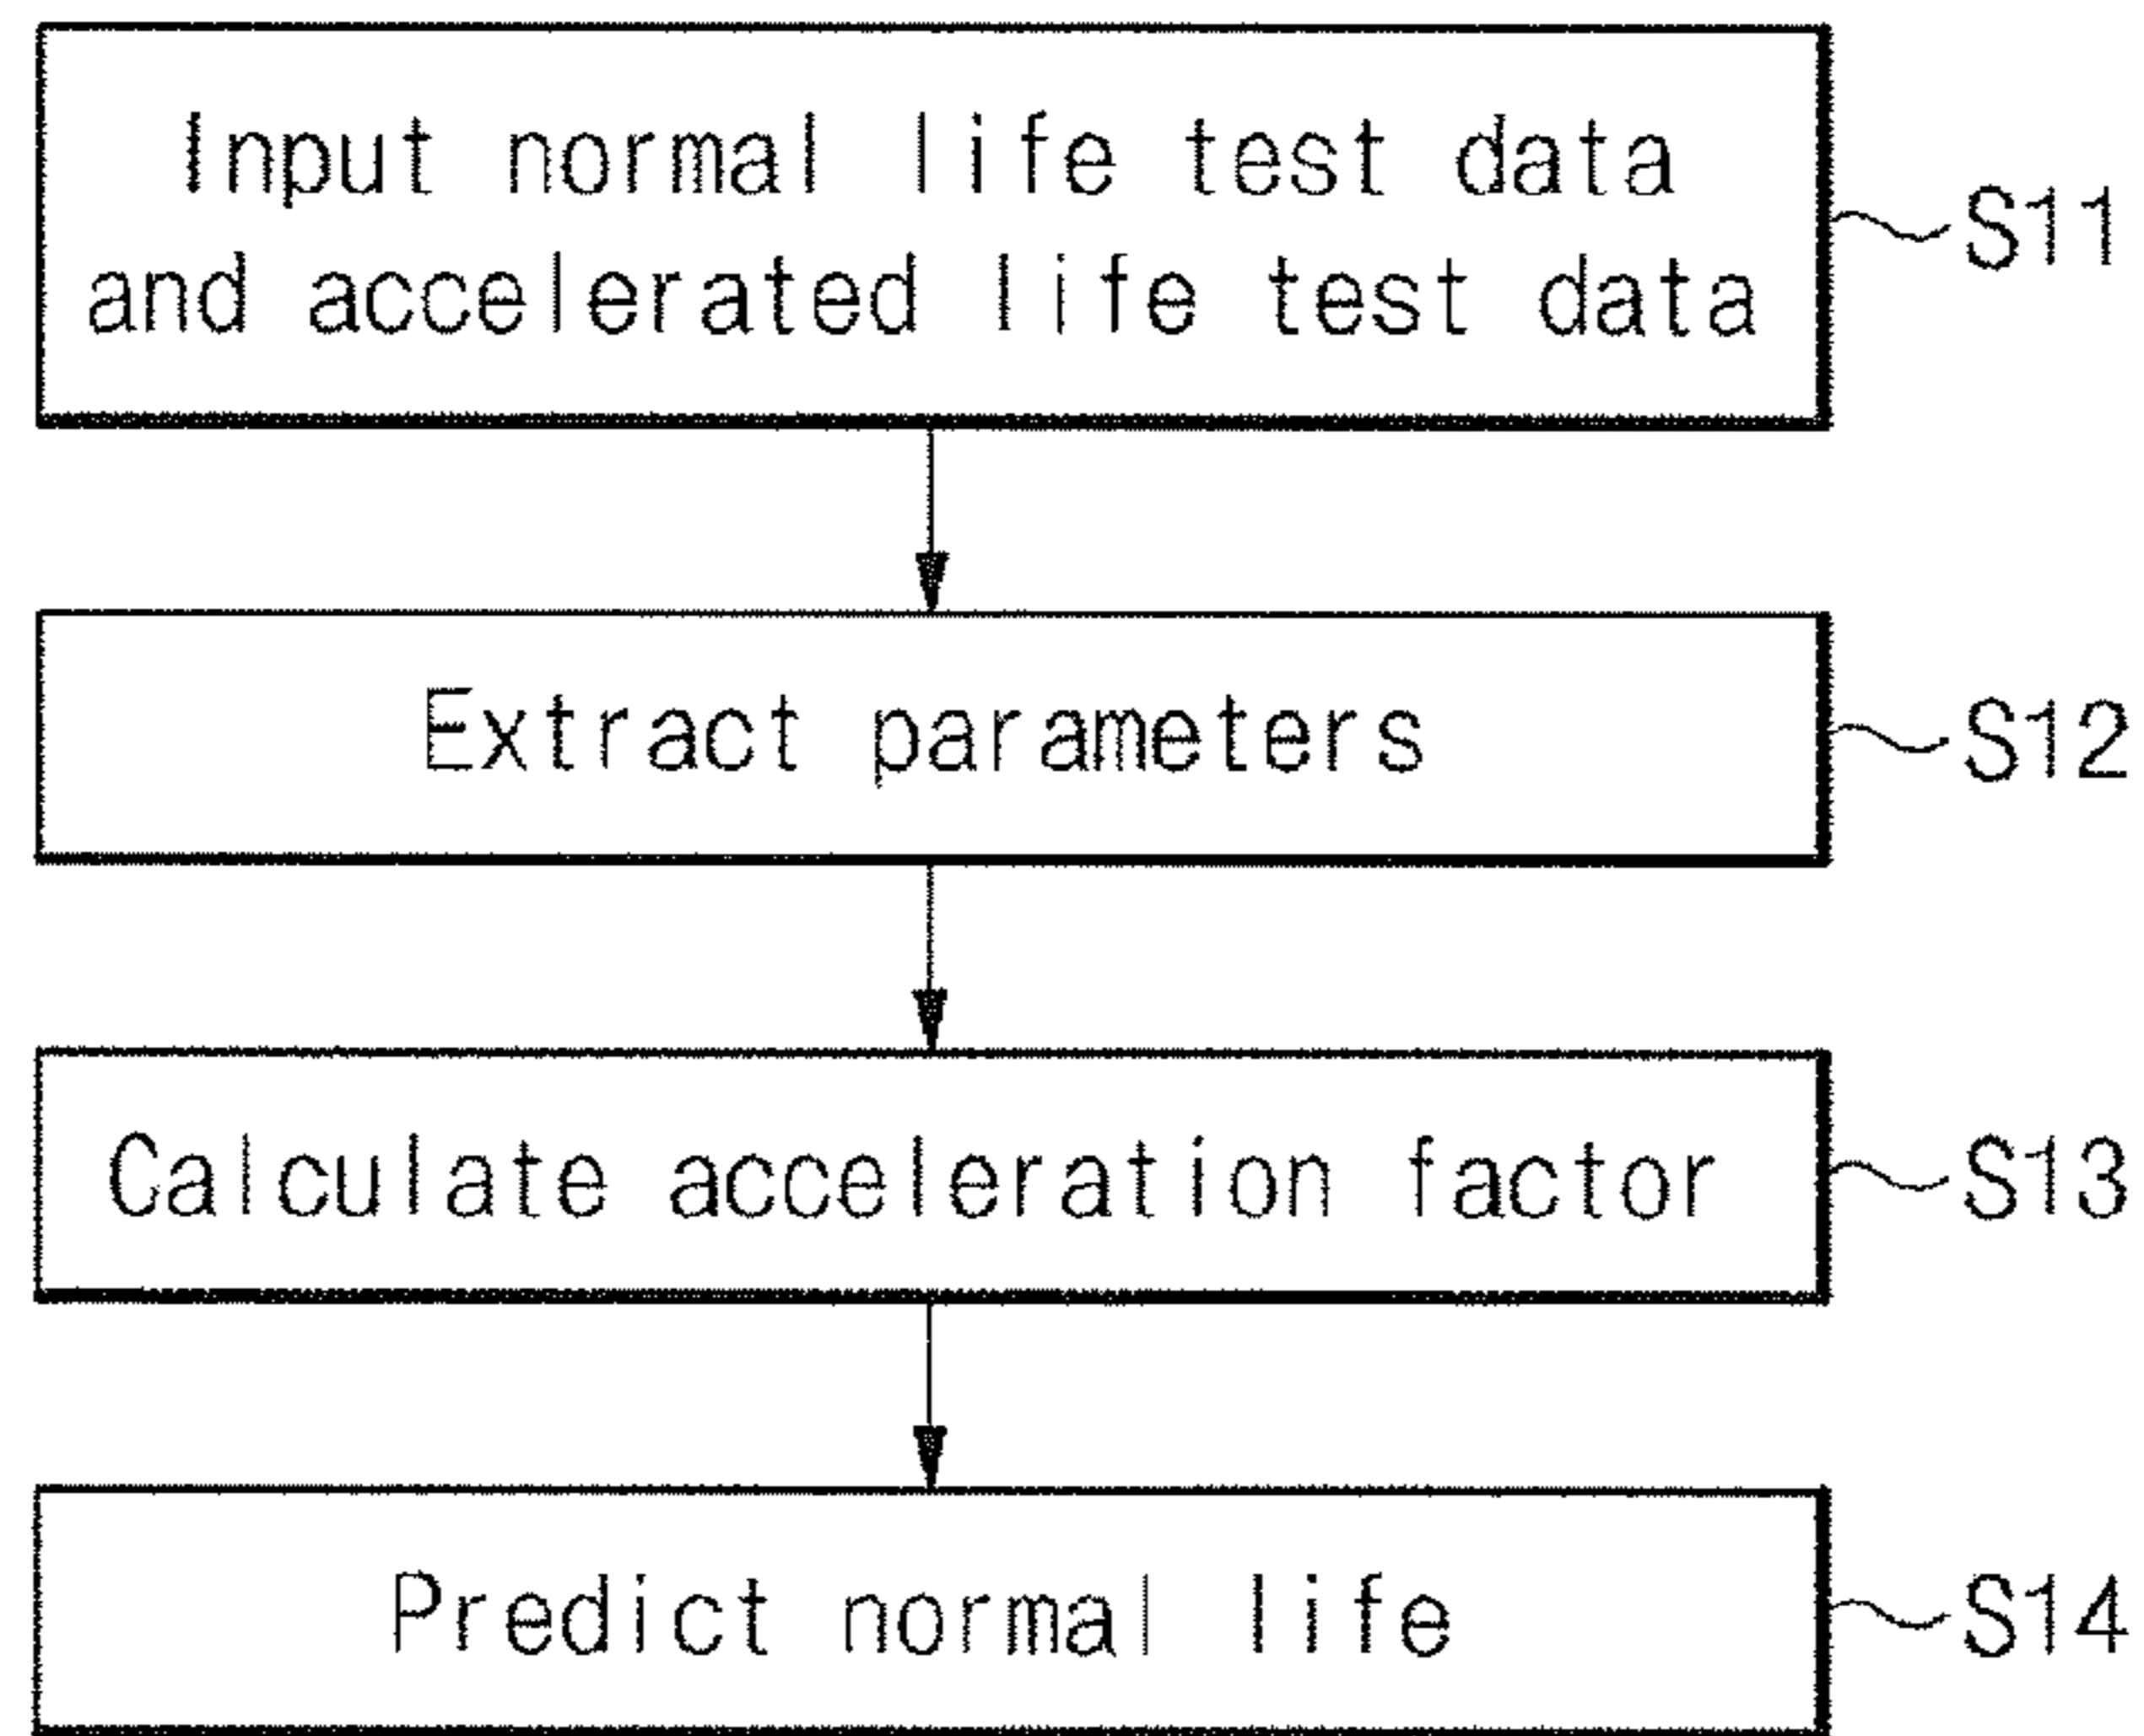 Input normal life test data
and accelerated life test data
S11
Extract parameters
S12
Calculate acceleration factor
S13
Predict normal life
S14